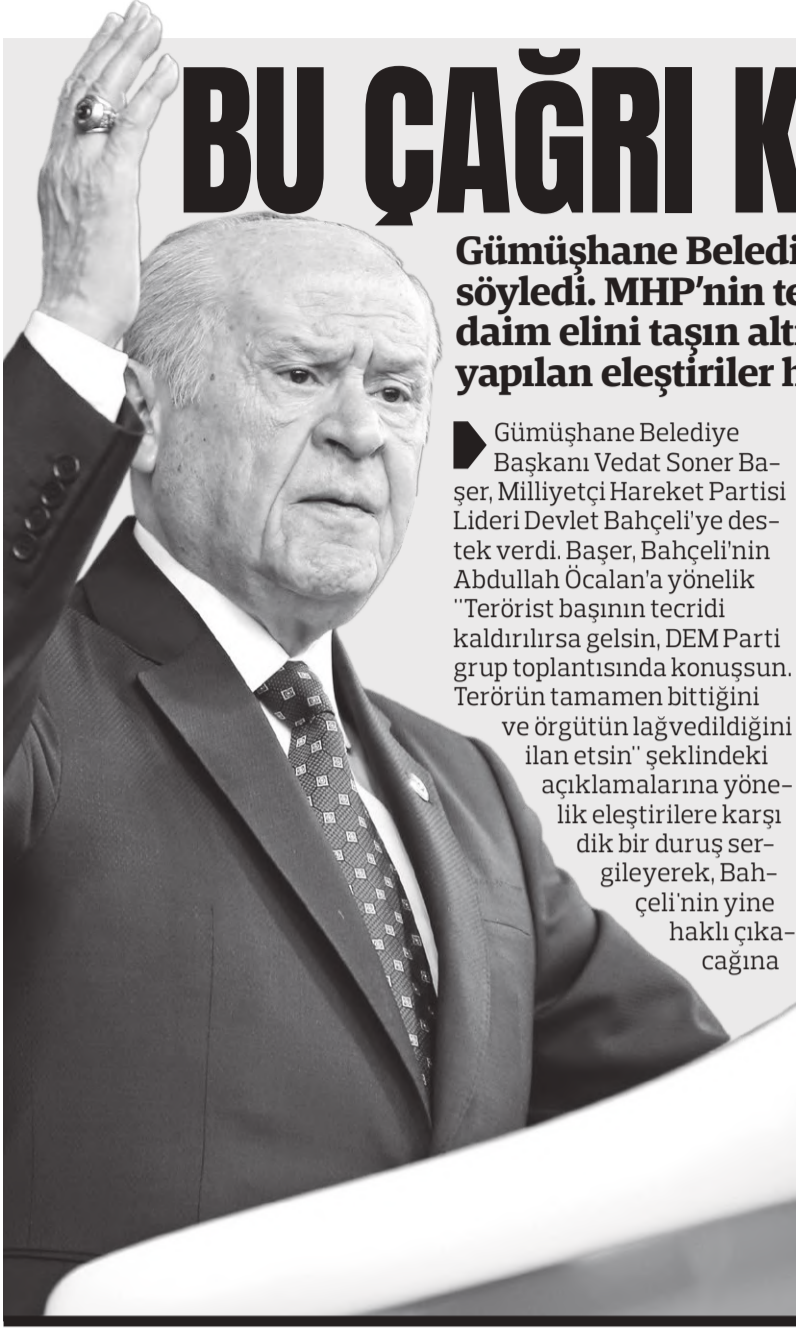 BU ÇAĞRI K
Gümüşhane Beledi
söyledi. MHP’nin te
daim elini taşın altı
yapılan eleştiriler h
Gümüşhane Belediye
Başkanı Vedat Soner Ba-
şer, Milliyetçi Hareket Partisi
Lideri Devlet Bahçeli'ye des-
tek verdi. Başer, Bahçeli'nin
Abdullah Öcalan'a yönelik
"Terörist başının tecridi
kaldırılırsa gelsin, DEM Parti
grup toplantısında konuşsun.
Terörün tamamen bittiğini
ve örgütün lağvedildiğini
ilan etsin" şeklindeki
açıklamalarına yöne-
lik eleştirilere karşı
dik bir duruş ser-
gileyerek, Bah-
çeli'nin yine
haklı çıka-
cağına